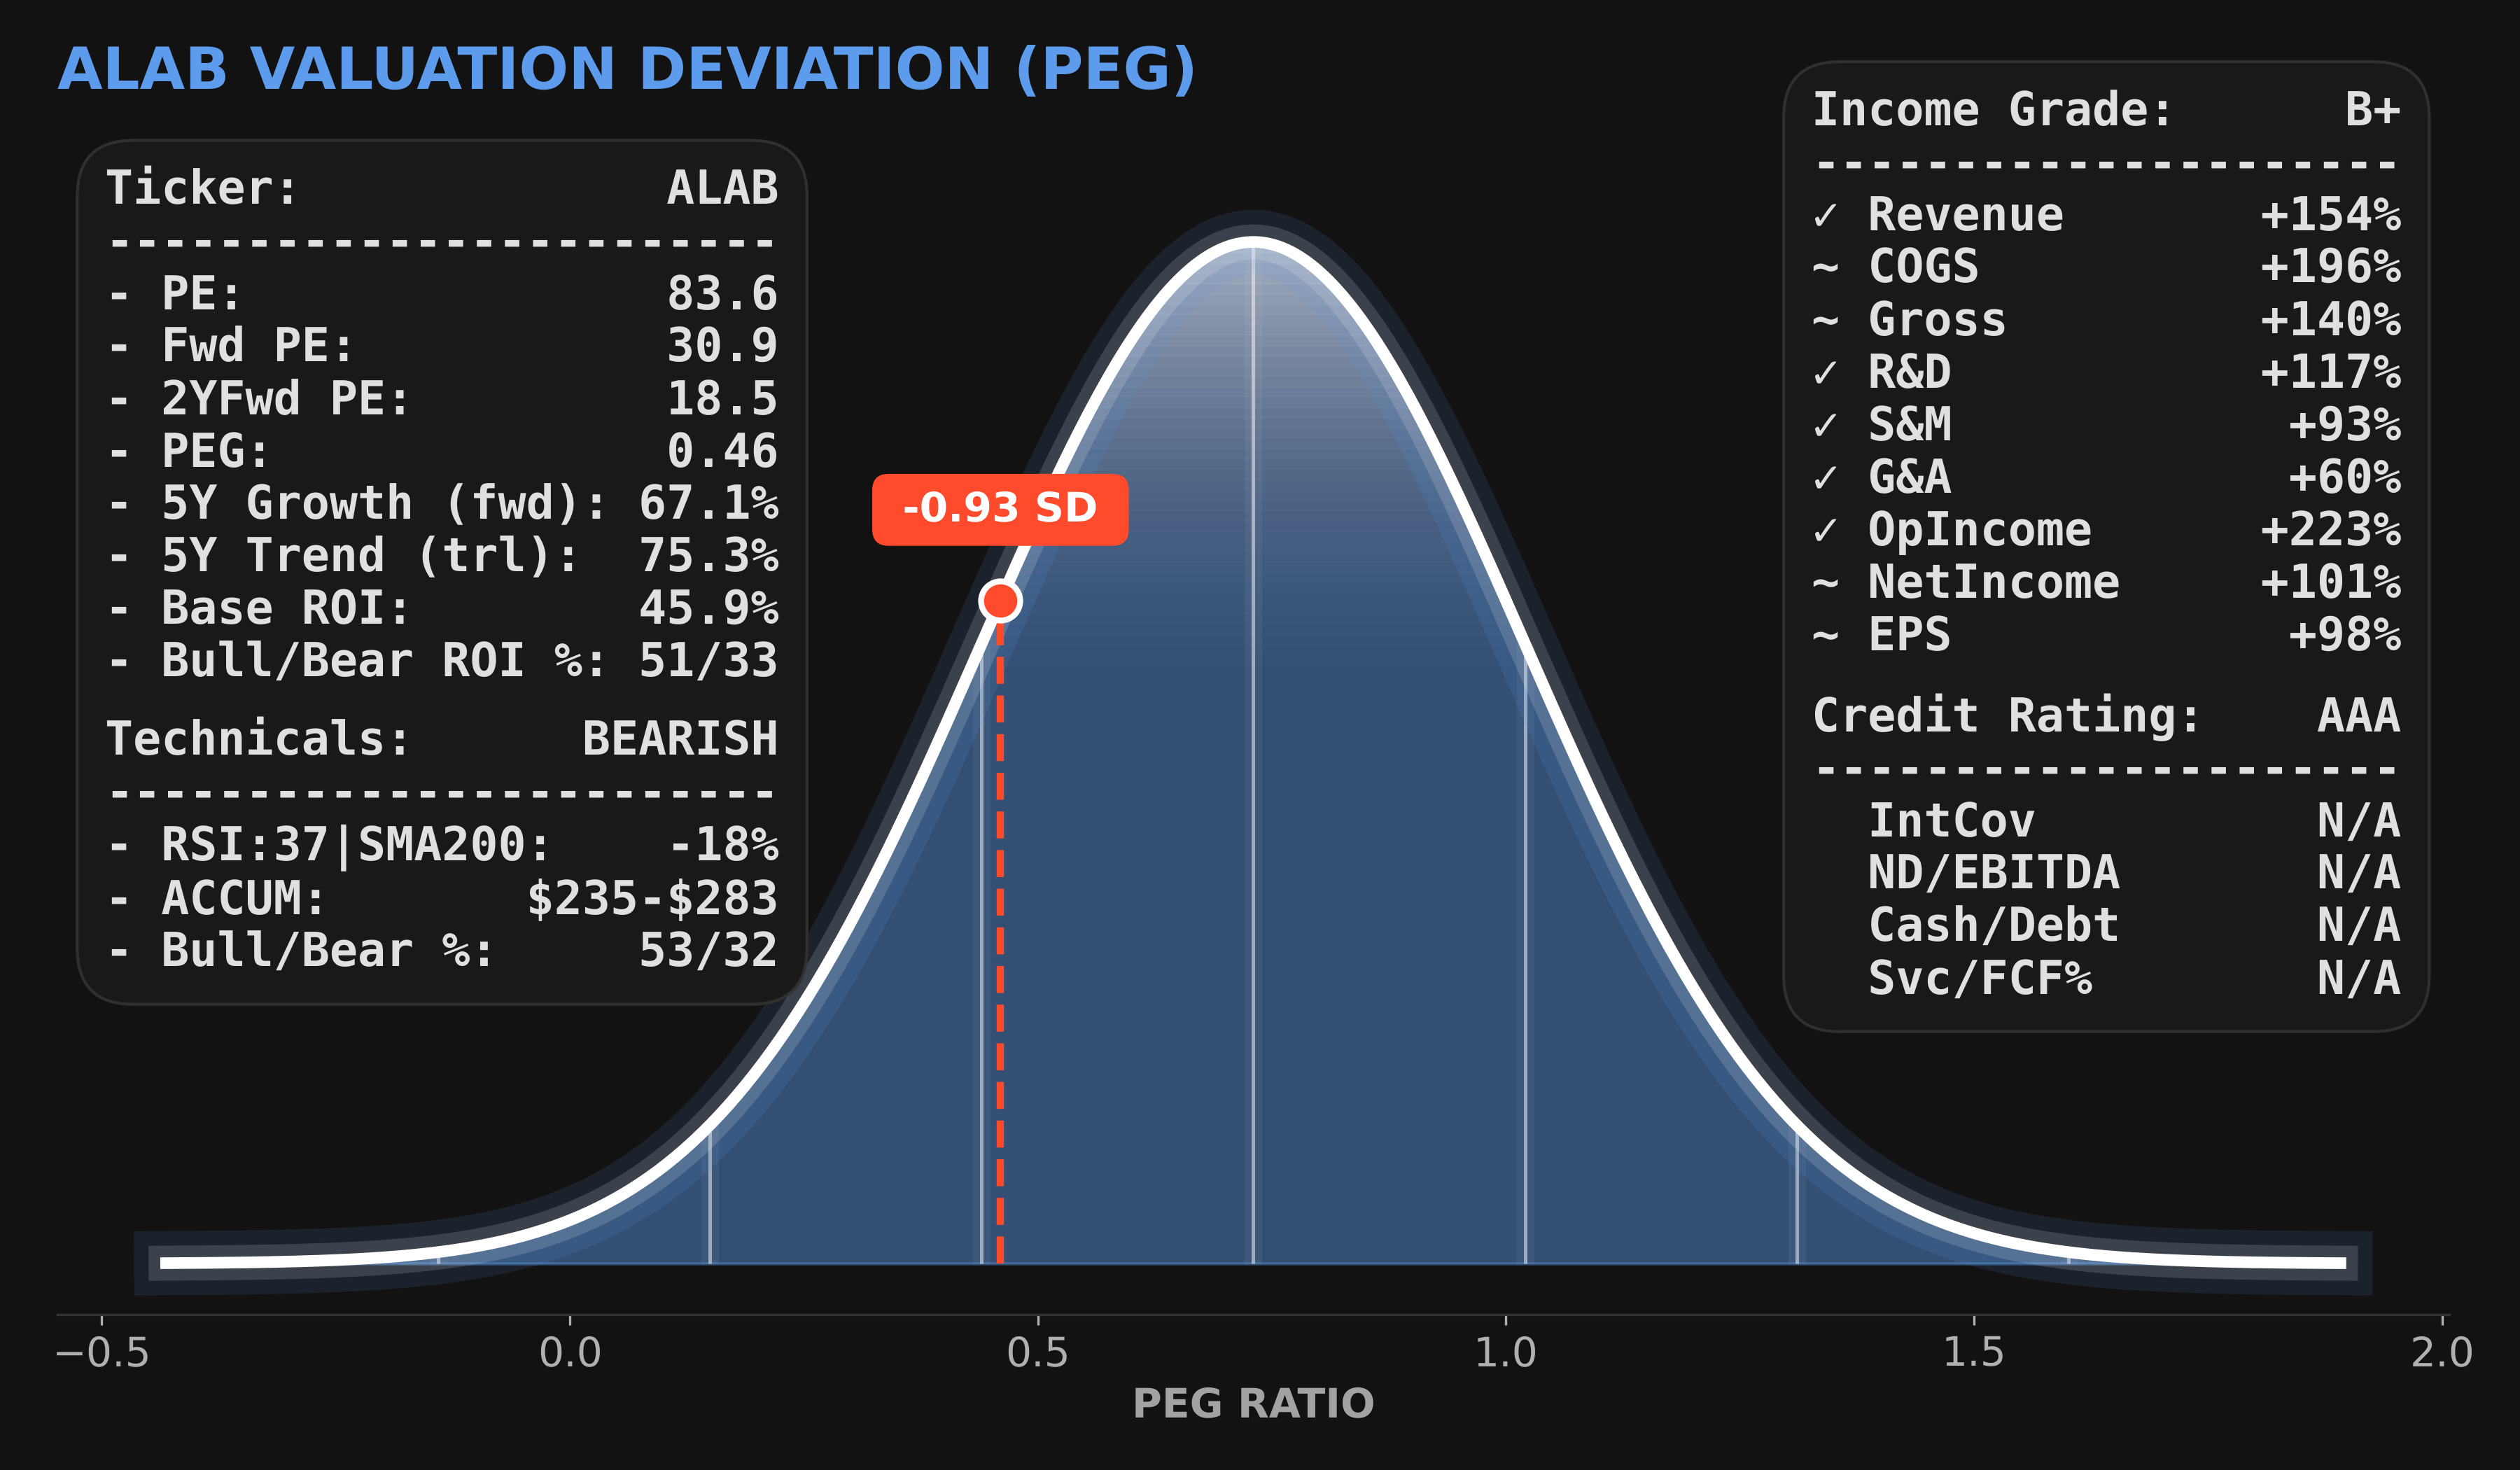 ALAB VALUATION DEVIATION (PEG)
Ticker: ALAB
------------------------
- PE: 83.6
- Fwd PE: 30.9
- 2YFwd PE: 18.5
- PEG: 0.46
- 5Y Growth (fwd): 67.1%
- 5Y Trend (trl): 75.3%
- Base ROI: 45.9%
- Bull/Bear ROI %: 51/33
Technicals: BEARISH
------------------------
- RSI:37|SMA200: -18%
- ACCUM: $235-$283
- Bull/Bear %: 53/32
-0.93 SD
Income Grade: B+
---------------------
✓ Revenue +154%
~ COGS +196%
~ Gross +140%
✓ R&D +117%
✓ S&M +93%
✓ G&A +60%
✓ OpIncome +223%
~ NetIncome +101%
~ EPS +98%
Credit Rating: AAA
---------------------
IntCov N/A
ND/EBITDA N/A
Cash/Debt N/A
Svc/FCF% N/A
−0.5 0.0 0.5 1.0 1.5 2.0
PEG RATIO